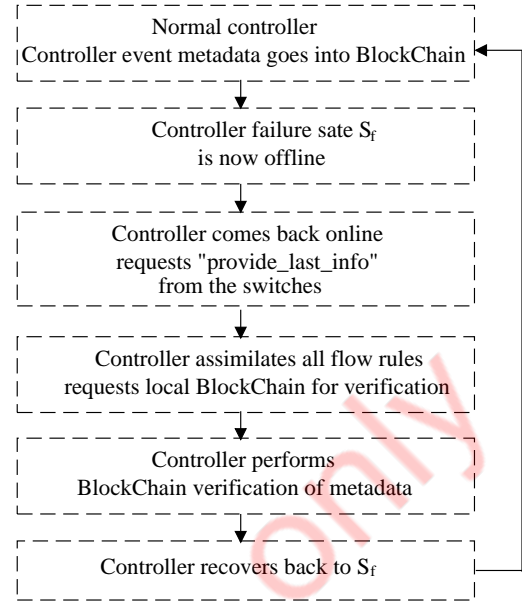 Normal controller
Controller event metadata goes into BlockChain
Controller failure sate Sf
is now offline
Controller comes back online
requests "provide_last_info"
from the switches
Controller assimilates all flow rules
requests local BlockChain for verification
Controller performs
BlockChain verification of metadata
Controller recovers back to Sf
only